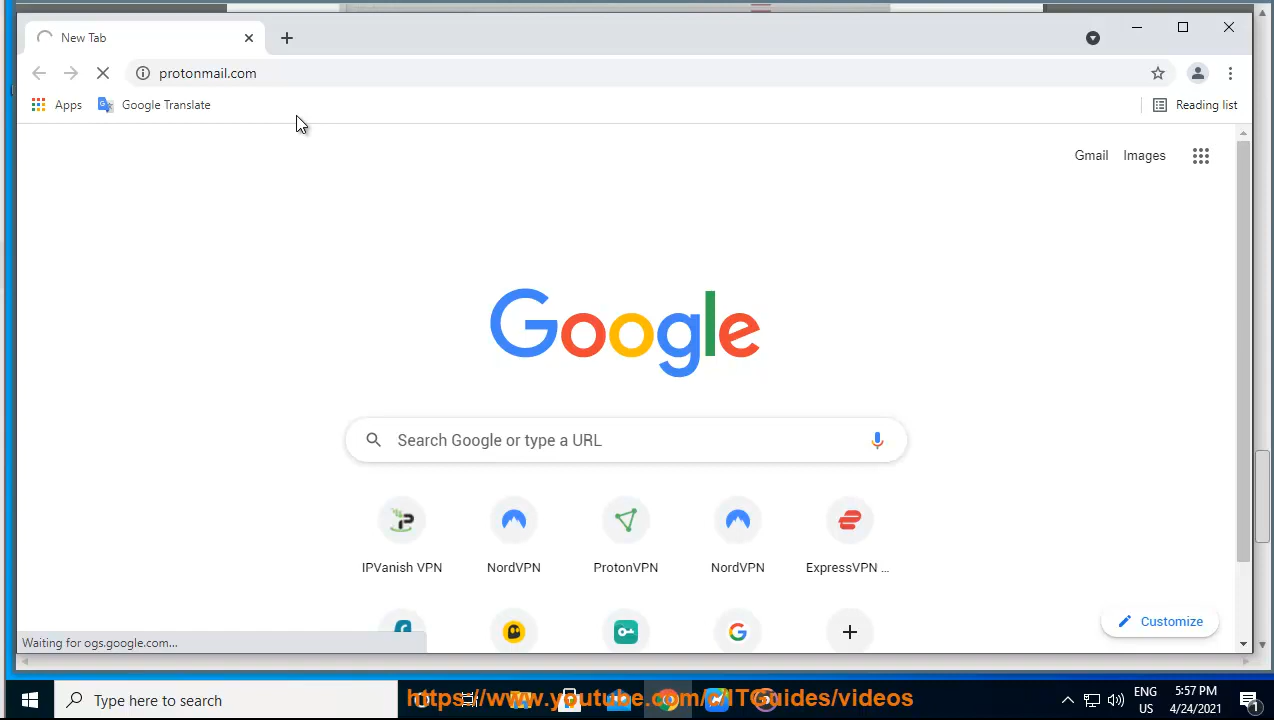 New Tab
protonmail.com
Apps Google Translate Reading list
Gmail Images
Google
Search Google or type a URL
IPVanish VPN NordVPN ProtonVPN NordVPN ExpressVPN ...
Customize
Waiting for ogs.google.com...
Type here to search
ENG
US
5:57 PM
4/24/2021
1